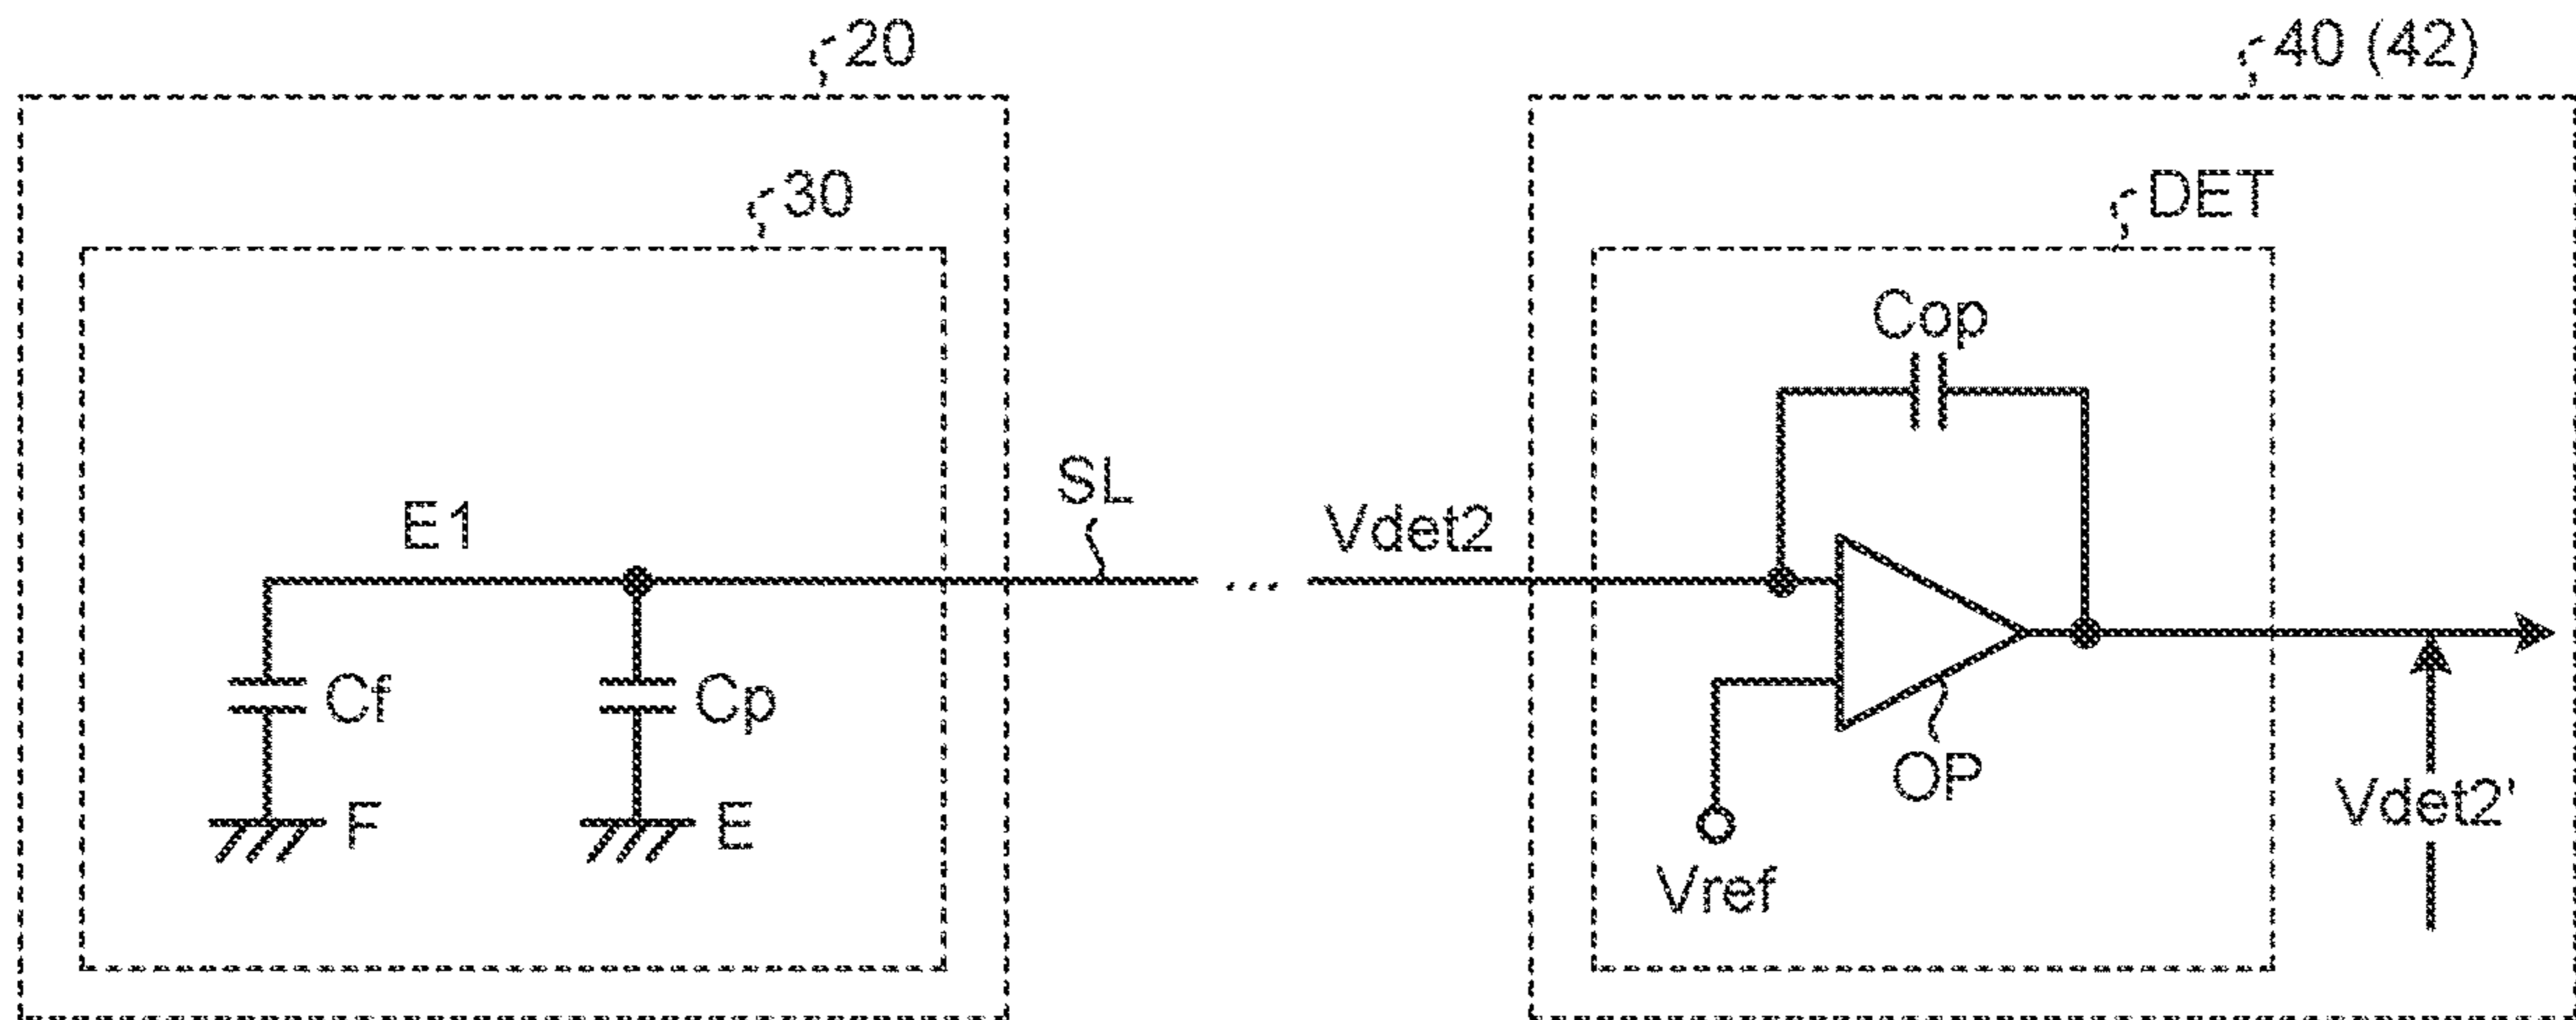 20
40 (42)
30
DET
Cop
E1
SL
Vdet2
...
Cf
Cp
OP
F
E
Vref
Vdet2'